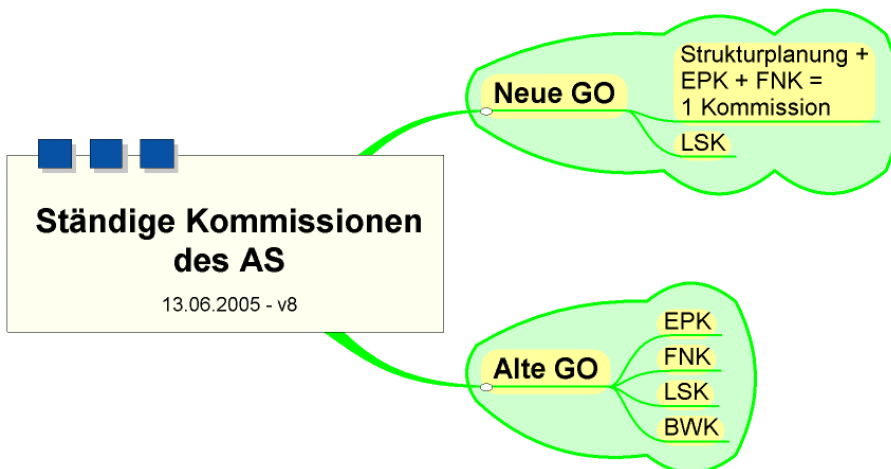 Ständige Kommissionen
des AS
13.06.2005 - v8
Neue GO
Strukturplanung +
EPK + FNK =
1 Kommission
LSK
Alte GO
EPK
FNK
LSK
BWK